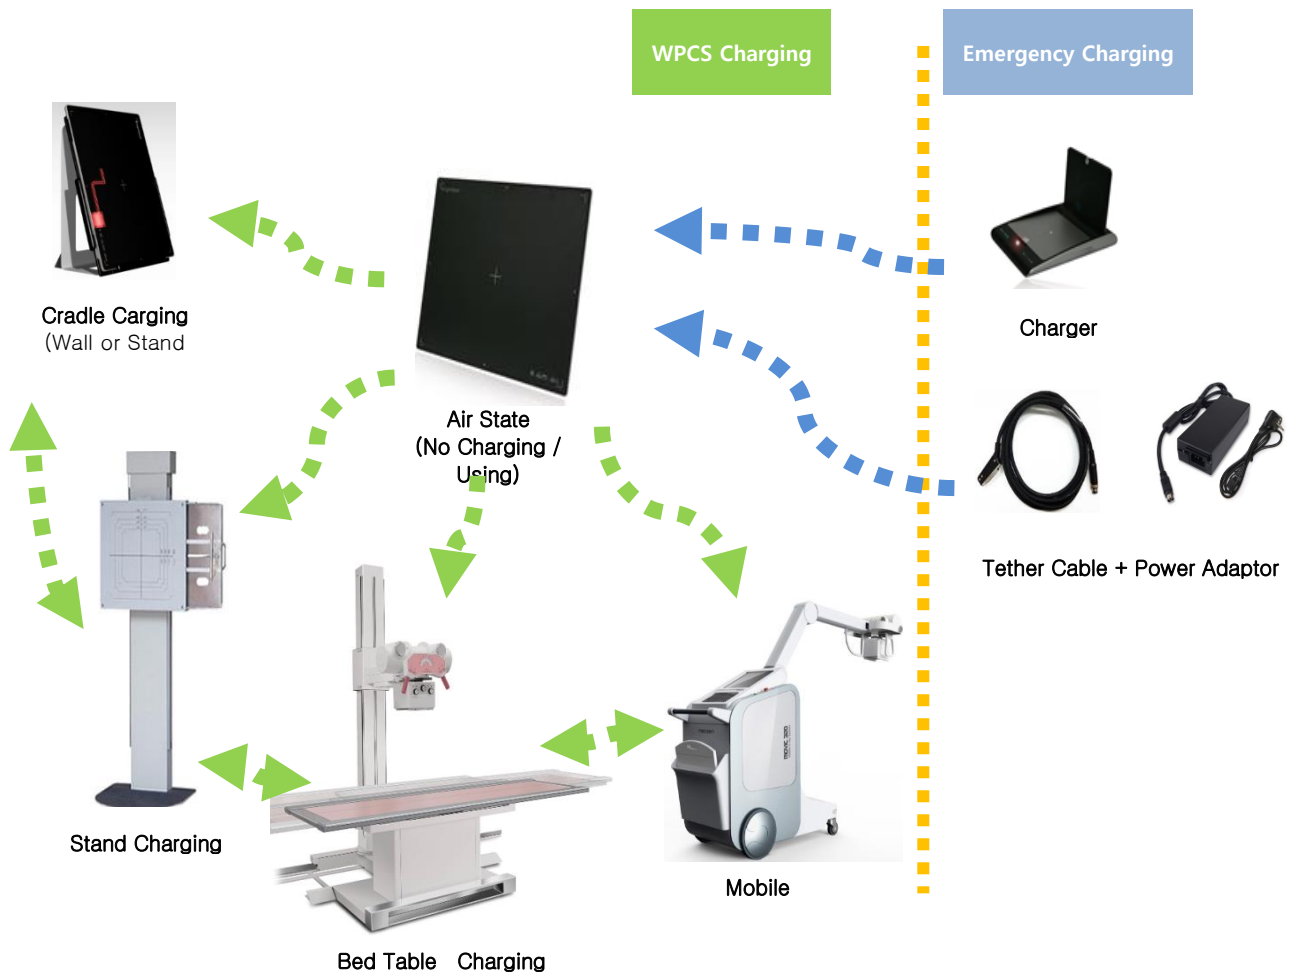 WPCS Charging
Emergency Charging
Cradle Carging
(Wall or Stand
Charger
Air State
(No Charging /
Using)
Tether Cable + Power Adaptor
Stand Charging
Mobile
Bed Table Charging